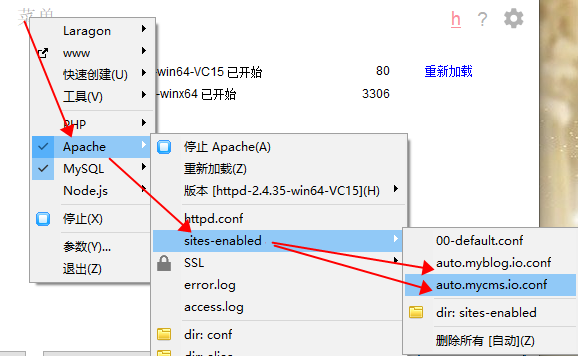 菜单
h ?
Laragon
www
快速创建(U)
工具(V)
-win64-VC15 已开始 80 重新加载
-winx64 已开始 3306
PHP
Apache
MySQL
Node.js
停止(X)
参数(Y)...
退出(Z)
停止 Apache(A)
重新加载(Z)
版本 [httpd-2.4.35-win64-VC15](H)
httpd.conf
sites-enabled
SSL
error.log
access.log
dir: conf
00-default.conf
auto.myblog.io.conf
auto.mycms.io.conf
dir: sites-enabled
删除所有 [自动](Z)